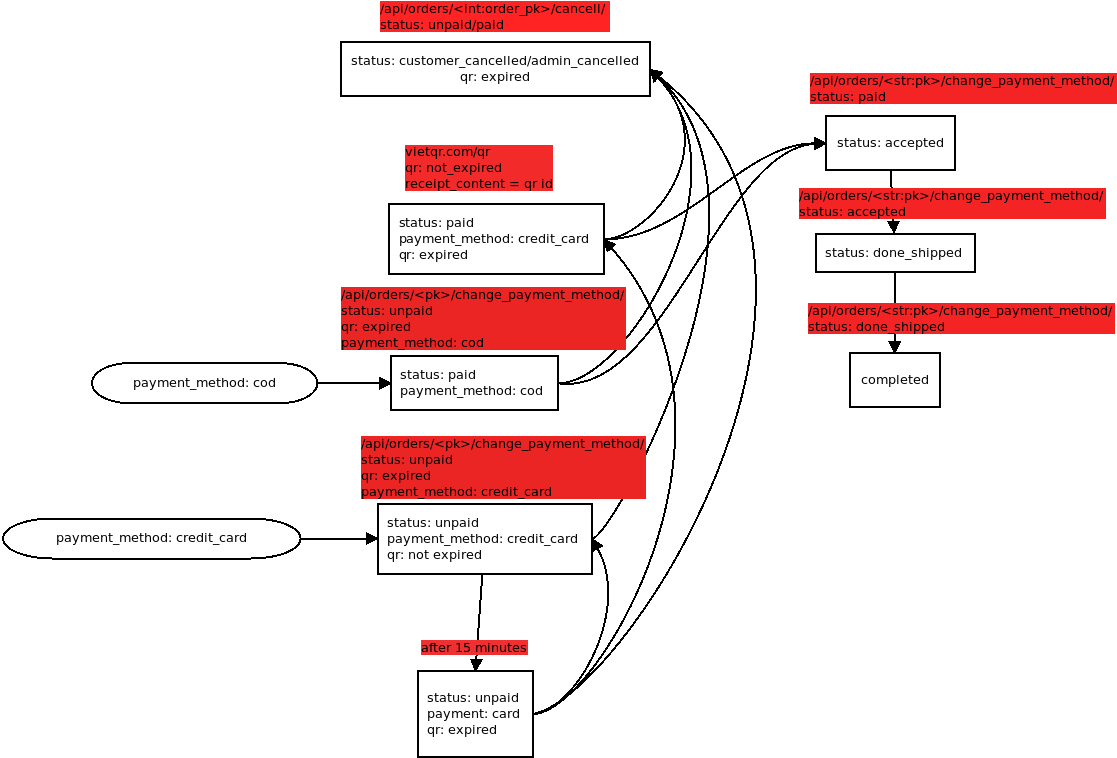 /api/orders/<int:order_pk>/cancell/
status: unpaid/paid
status: customer_cancelled/admin_cancelled
qr: expired
/api/orders/<str:pk>/change_payment_method/
status: paid
status: accepted
vietqr.com/qr
qr: not_expired
receipt_content = qr id
/api/orders/<str:pk>/change_payment_method/
status: accepted
status: paid
payment_method: credit_card
qr: expired
status: done_shipped
/api/orders/<pk>/change_payment_method/
status: unpaid
qr: expired
payment_method: cod
/api/orders/<str:pk>/change_payment_method/
status: done_shipped
payment_method: cod
status: paid
payment_method: cod
completed
/api/orders/<pk>/change_payment_method/
status: unpaid
qr: expired
payment_method: credit_card
payment_method: credit_card
status: unpaid
payment_method: credit_card
qr: not expired
after 15 minutes
status: unpaid
payment: card
qr: expired